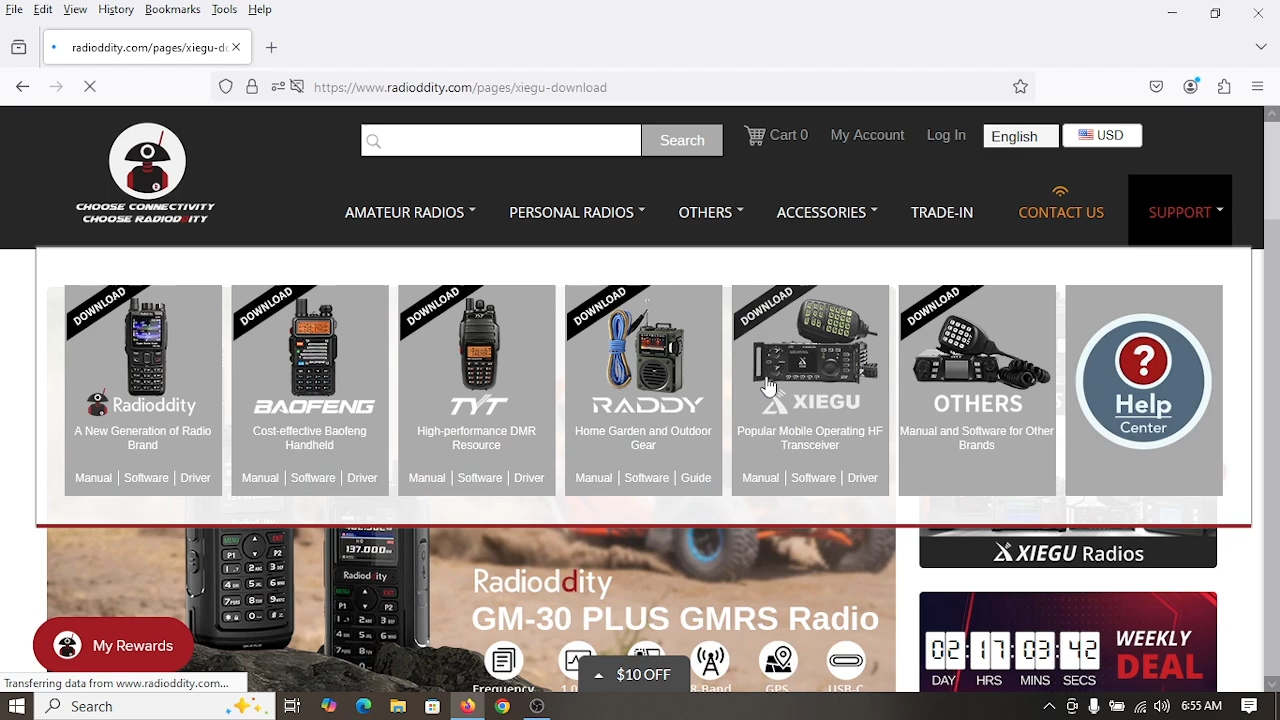 File Edit View History Bookmarks Tools Help
radioddity.com/pages/xiegu-do
https://www.radioddity.com/pages/xiegu-download
CHOOSE CONNECTIVITY
CHOOSE RADIODDITY
Search
Cart 0
My Account
Log In
English
USD
AMATEUR RADIOS
PERSONAL RADIOS
OTHERS
ACCESSORIES
TRADE-IN
CONTACT US
SUPPORT
DOWNLOAD
Radioddity
A New Generation of Radio
Brand
Manual | Software | Driver
DOWNLOAD
BAOFENG
Cost-effective Baofeng
Handheld
Manual | Software | Driver
DOWNLOAD
TYT
High-performance DMR
Resource
Manual | Software | Driver
DOWNLOAD
RADDY
Home Garden and Outdoor
Gear
Manual | Software | Guide
DOWNLOAD
XIEGU
Popular Mobile Operating HF
Transceiver
Manual | Software | Driver
DOWNLOAD
OTHERS
Manual and Software for Other
Brands
?
Help
Center
137.000
Radioddity
Radioddity
GM-30 PLUS GMRS Radio
GPS
USB-C
XIEGU Radios
02:17:03:42
DAY HRS MINS SECS
WEEKLY
DEAL
My Rewards
$10 OFF
Transferring data from www.radioddity.com...
Search
6:55 AM